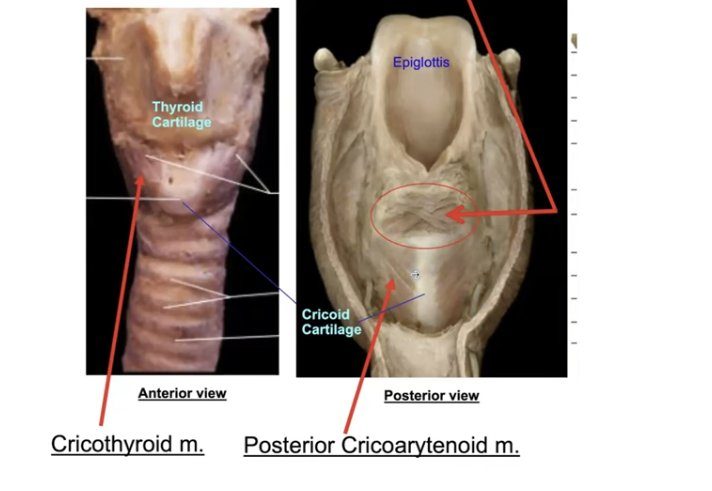 Epiglottis
Thyroid
Cartilage
Cricoid
Cartilage
Anterior view
Posterior view
Cricothyroid m.
Posterior Cricoarytenoid m.